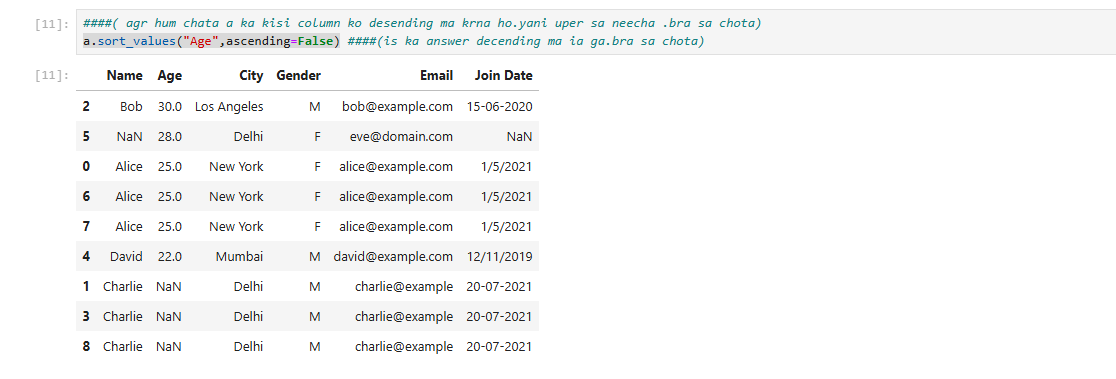 [11]: ####( agr hum chata a ka kisi column ko desending ma krna ho.yani uper sa neecha .bra sa chota)
a.sort_values("Age",ascending=False) ####(is ka answer decending ma ia ga.bra sa chota)
[11]: Name Age City Gender Email Join Date
2 Bob 30.0 Los Angeles M bob@example.com 15-06-2020
5 NaN 28.0 Delhi F eve@domain.com NaN
0 Alice 25.0 New York F alice@example.com 1/5/2021
6 Alice 25.0 New York F alice@example.com 1/5/2021
7 Alice 25.0 New York F alice@example.com 1/5/2021
4 David 22.0 Mumbai M david@example.com 12/11/2019
1 Charlie NaN Delhi M charlie@example 20-07-2021
3 Charlie NaN Delhi M charlie@example 20-07-2021
8 Charlie NaN Delhi M charlie@example 20-07-2021